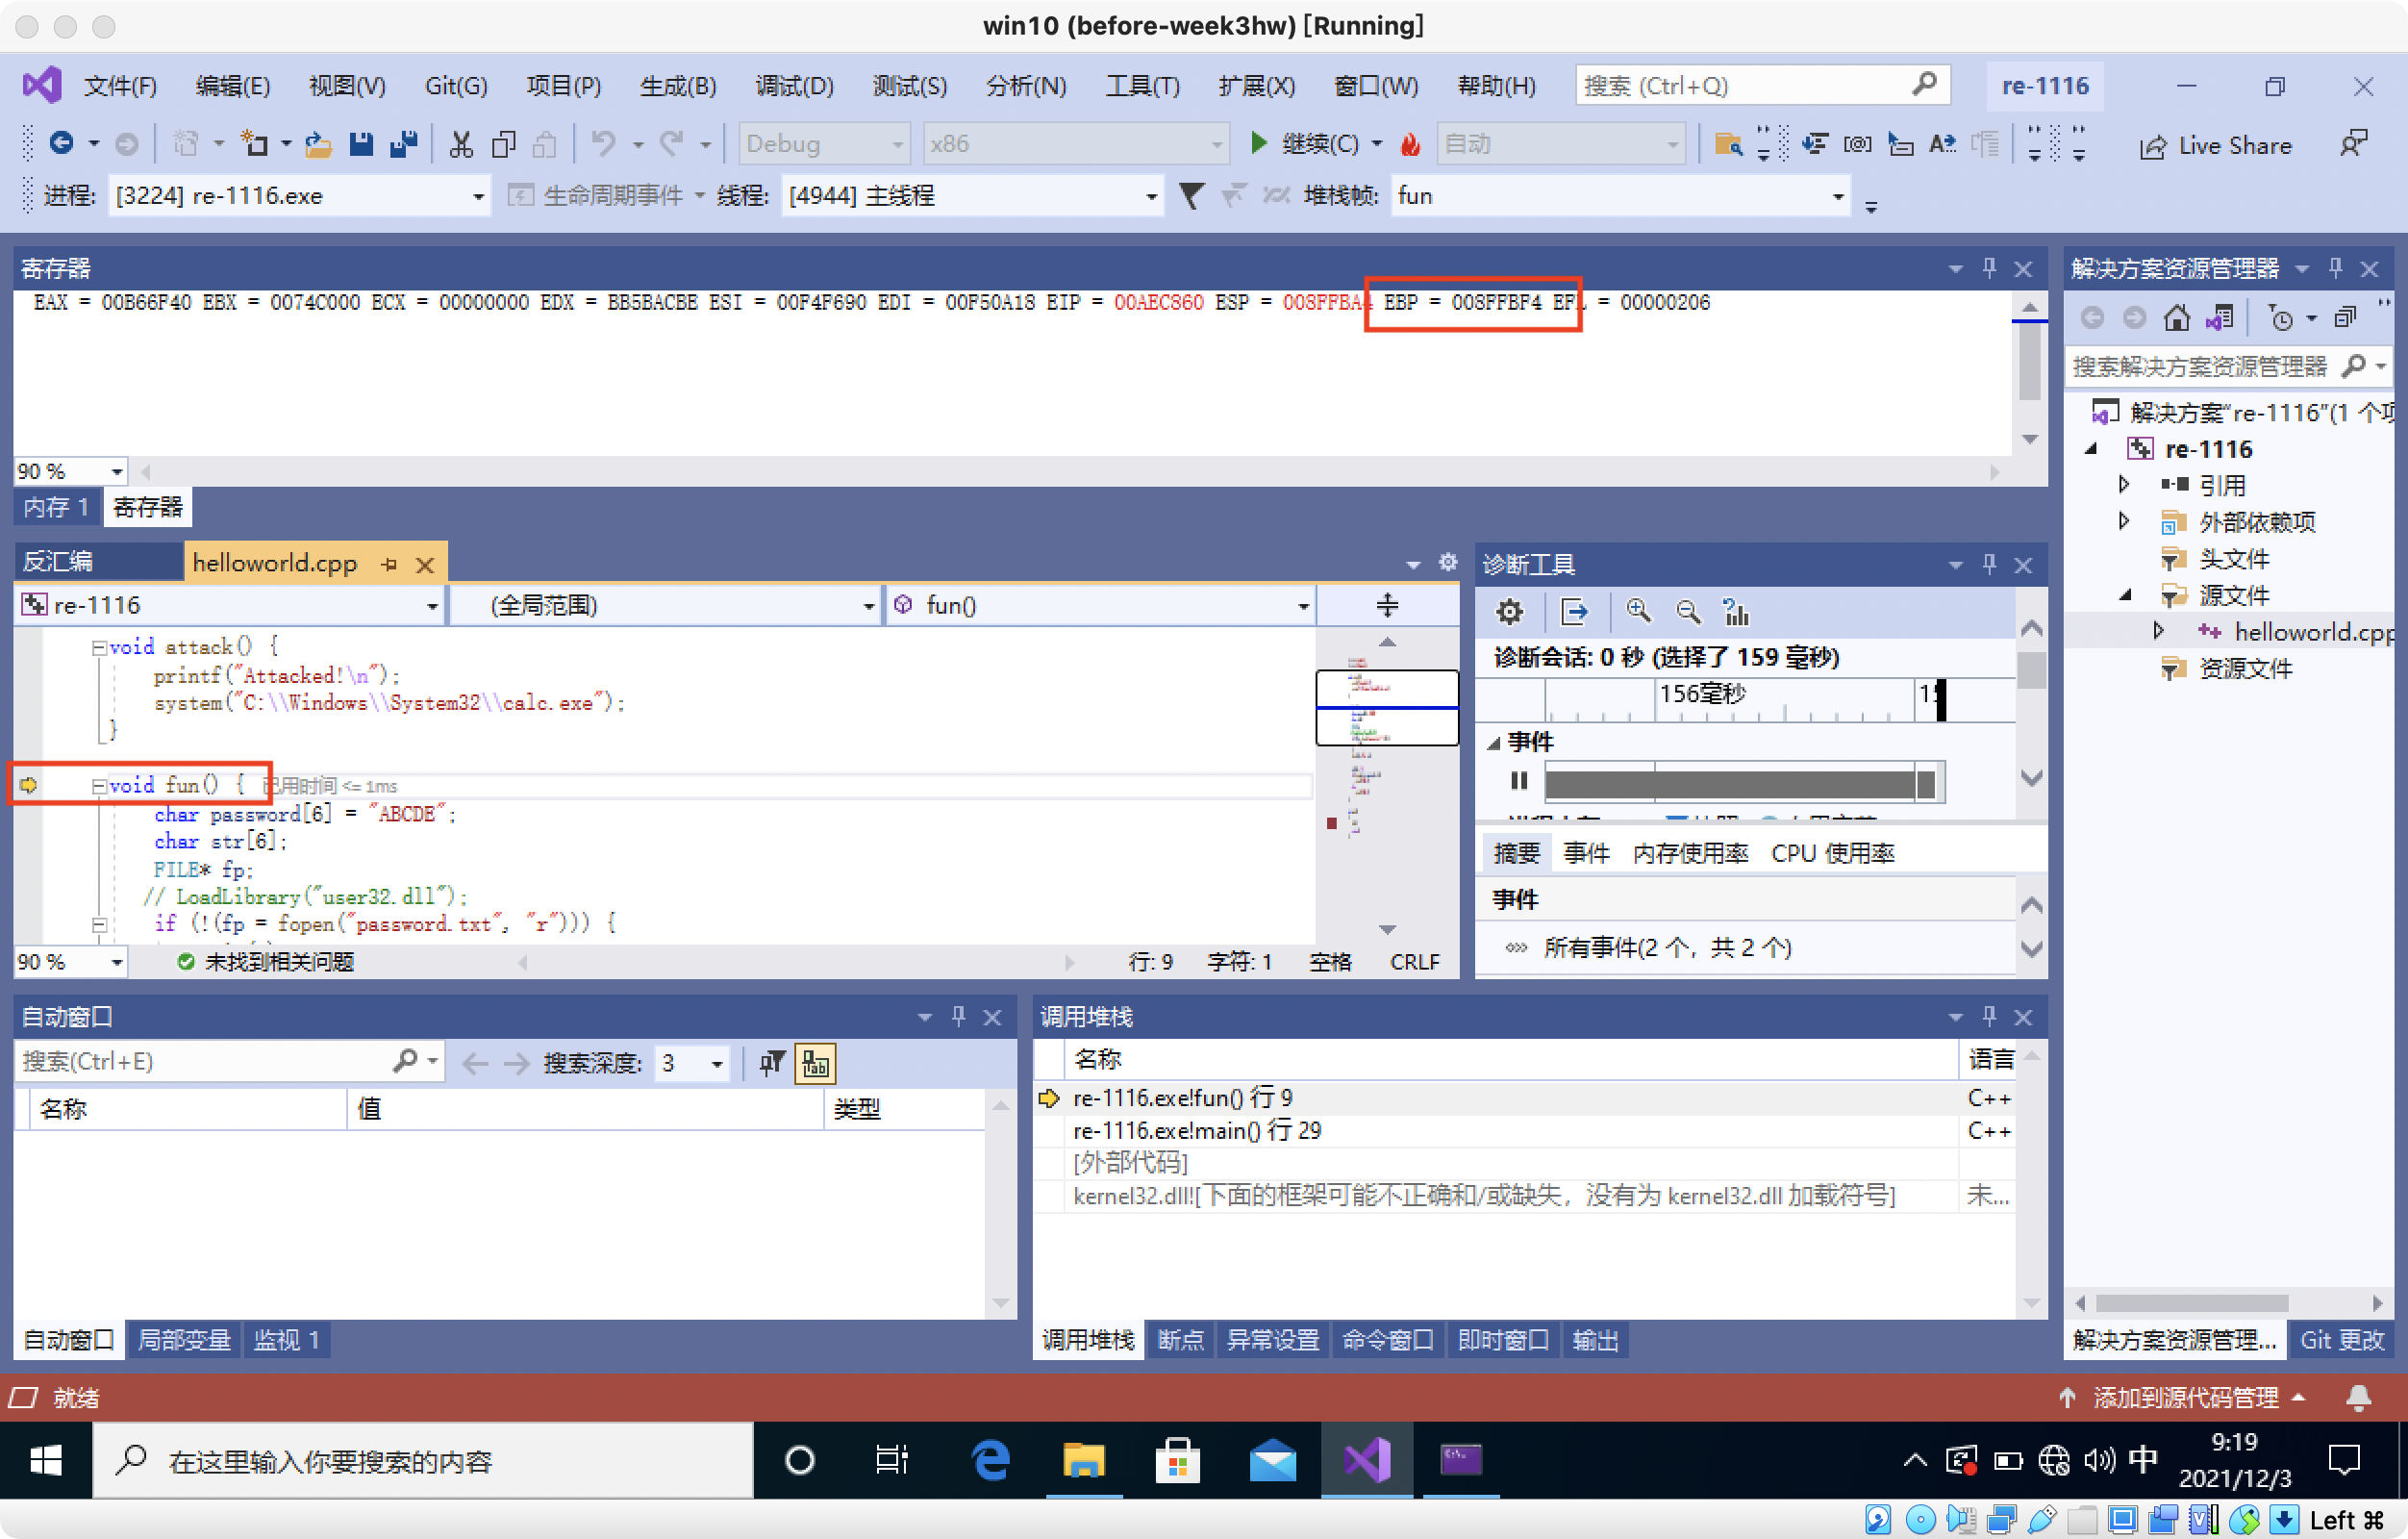 win10 (before-week3hw) [Running]
文件(F) 编辑(E) 视图(V) Git(G) 项目(P) 生成(B) 调试(D) 测试(S) 分析(N) 工具(T) 扩展(X) 窗口(W) 帮助(H) 搜索 (Ctrl+Q) re-1116
Debug x86 继续(C) 自动 Live Share
进程: [3224] re-1116.exe 生命周期事件 线程: [4944] 主线程 堆栈帧: fun
寄存器
EAX = 00B66F40 EBX = 0074C000 ECX = 00000000 EDX = BB5BACBE ESI = 00F4F690 EDI = 00F50A18 EIP = 00AEC860 ESP = 008FFBA4 EBP = 008FFBF4 EFL = 00000206
90 %
内存 1 寄存器
反汇编 helloworld.cpp
re-1116 (全局范围) fun()
void attack() {
printf("Attacked!\n");
system("C:\\Windows\\System32\\calc.exe");
}
void fun() { 已用时间 <= 1ms
char password[6] = "ABCDE";
char str[6];
FILE* fp;
// LoadLibrary("user32.dll");
if (!(fp = fopen("password.txt", "r"))) {
90 % 未找到相关问题 行: 9 字符: 1 空格 CRLF
诊断工具
诊断会话: 0 秒 (选择了 159 毫秒)
156毫秒
事件
摘要 事件 内存使用率 CPU 使用率
事件
所有事件(2 个，共 2 个)
解决方案资源管理器
搜索解决方案资源管理器
解决方案"re-1116"(1 个项
re-1116
引用
外部依赖项
头文件
源文件
helloworld.cpp
资源文件
解决方案资源管理... Git 更改
自动窗口
搜索(Ctrl+E) 搜索深度: 3
名称 值 类型
自动窗口 局部变量 监视 1
调用堆栈
名称 语言
re-1116.exe!fun() 行 9 C++
re-1116.exe!main() 行 29 C++
[外部代码]
kernel32.dll![下面的框架可能不正确和/或缺失，没有为 kernel32.dll 加载符号] 未...
调用堆栈 断点 异常设置 命令窗口 即时窗口 输出
就绪 添加到源代码管理
在这里输入你要搜索的内容 中 9:19
2021/12/3
Left ⌘